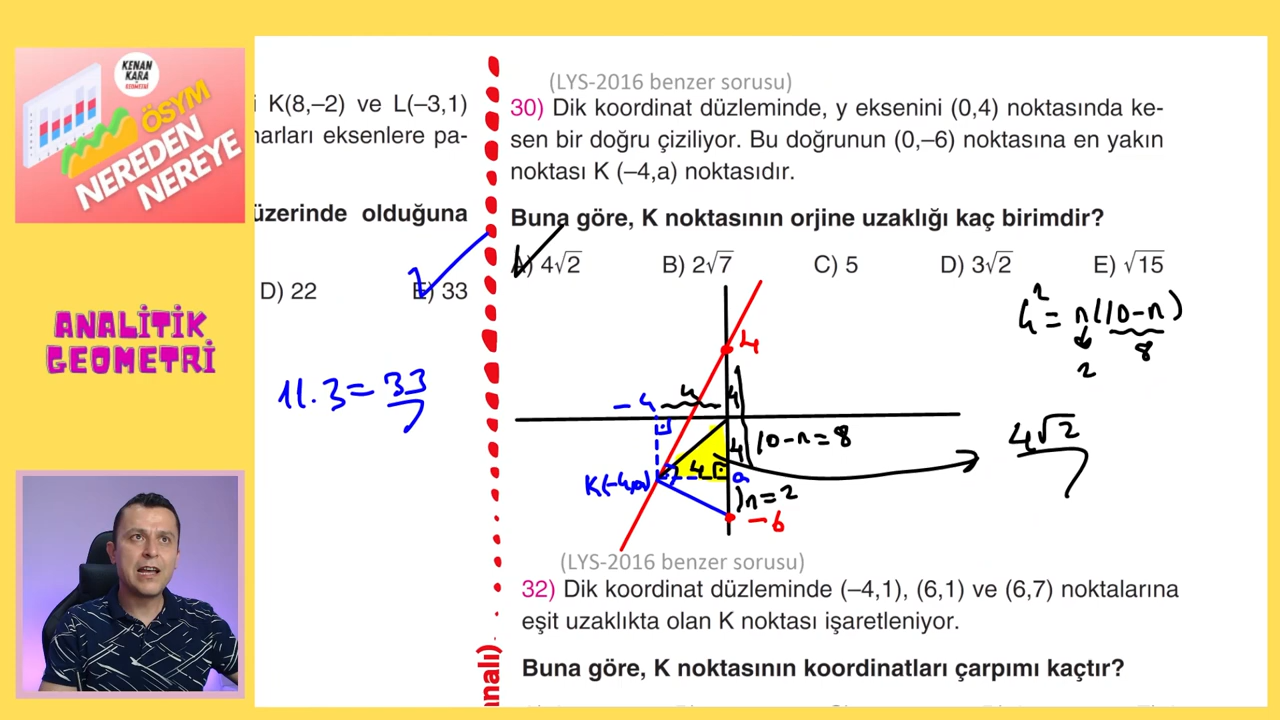 KENAN
KARA
GEOMETRİ
ÖSYM
NEREDEN
NEREYE
ANALİTİK
GEOMETRİ
i K(8,–2) ve L(–3,1)
narları eksenlere pa-
üzerinde olduğuna
D) 22 E) 33
11.3=33
(LYS-2016 benzer sorusu)
30) Dik koordinat düzleminde, y eksenini (0,4) noktasında ke-
sen bir doğru çiziliyor. Bu doğrunun (0,–6) noktasına en yakın
noktası K (–4,a) noktasıdır.
Buna göre, K noktasının orjine uzaklığı kaç birimdir?
A) 4√2 B) 2√7 C) 5 D) 3√2 E) √15
4² = n(10-n)
2 8
4
4 4
-4
4 10-n=8
4√2
K(-4,a) 4 a
n=2
-6
(LYS-2016 benzer sorusu)
32) Dik koordinat düzleminde (–4,1), (6,1) ve (6,7) noktalarına
eşit uzaklıkta olan K noktası işaretleniyor.
Buna göre, K noktasının koordinatları çarpımı kaçtır?
nalı)